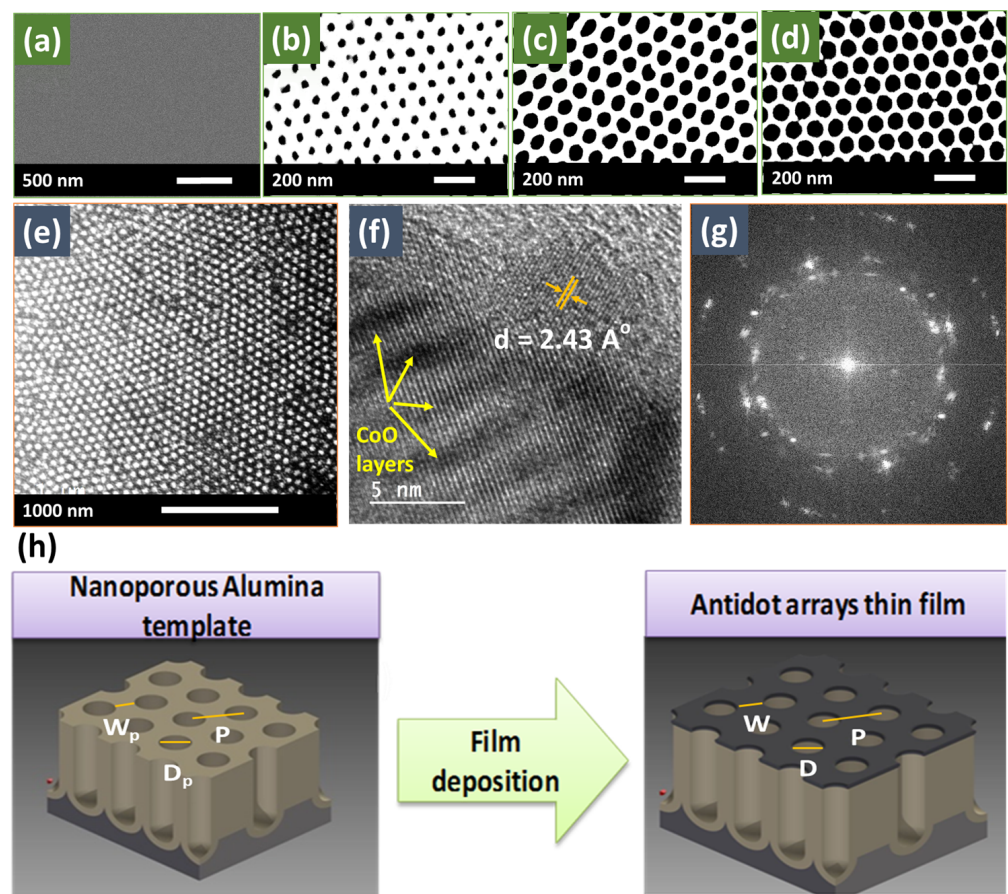 (a)
(b)
(c)
(d)
500 nm
200 nm
200 nm
200 nm
(e)
(f)
(g)
d = 2.43 A°
CoO
layers
5 nm
1000 nm
(h)
Nanoporous Alumina
template
Antidot arrays thin film
Wp
P
Dp
Film
deposition
W
P
D